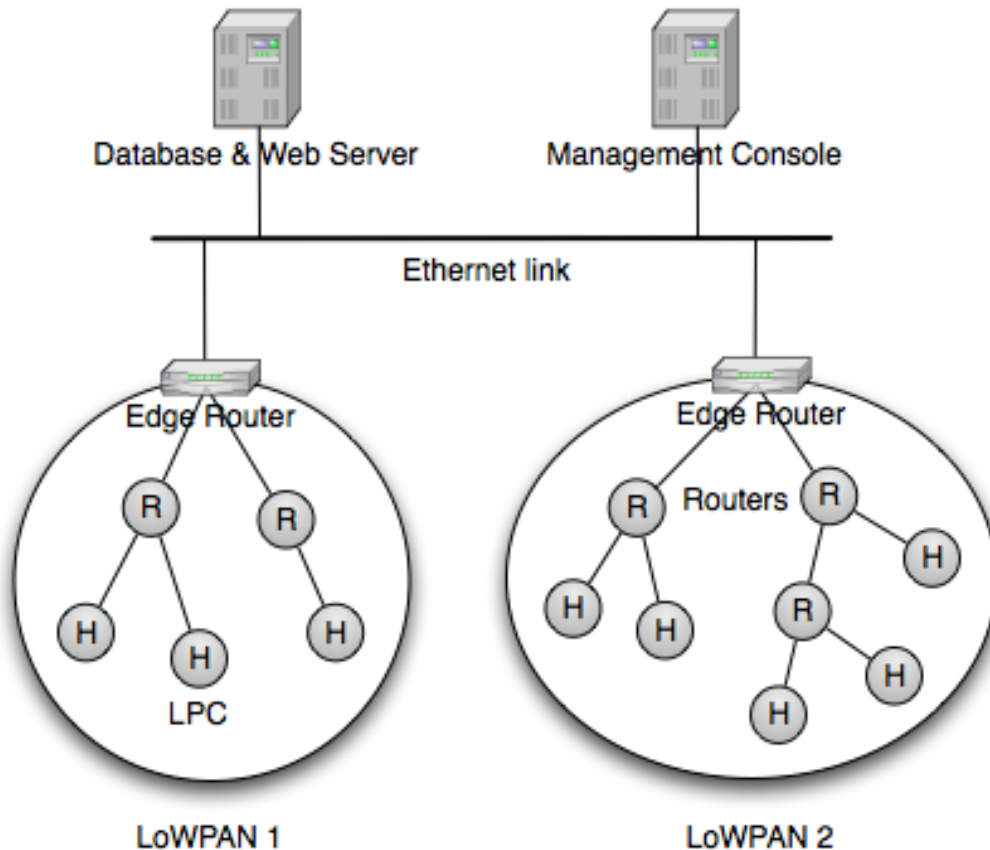 Database & Web Server
Management Console
Ethernet link
Edge Router
Edge Router
R
R
R
Routers
R
H
H
H
H
H
R
H
H
H
LPC
LoWPAN 1
LoWPAN 2